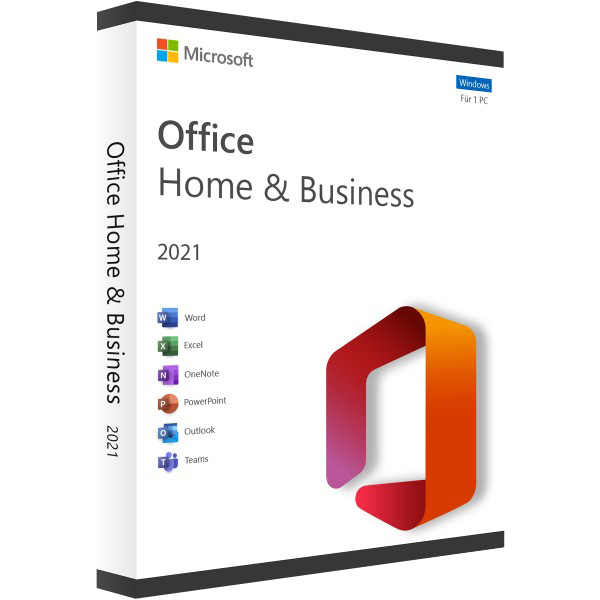 Microsoft
Windows
Für 1 PC
Office
Home & Business
2021
W Word
X Excel
N OneNote
P PowerPoint
O Outlook
T Teams
Office Home & Business 2021